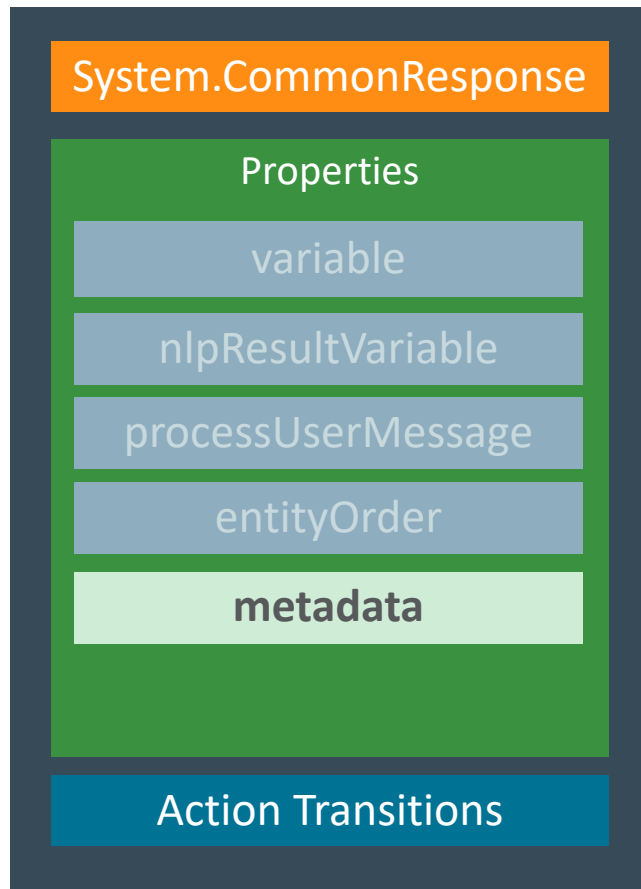 System.CommonResponse
Properties
variable
nlpResultVariable
processUserMessage
entityOrder
metadata
Action Transitions